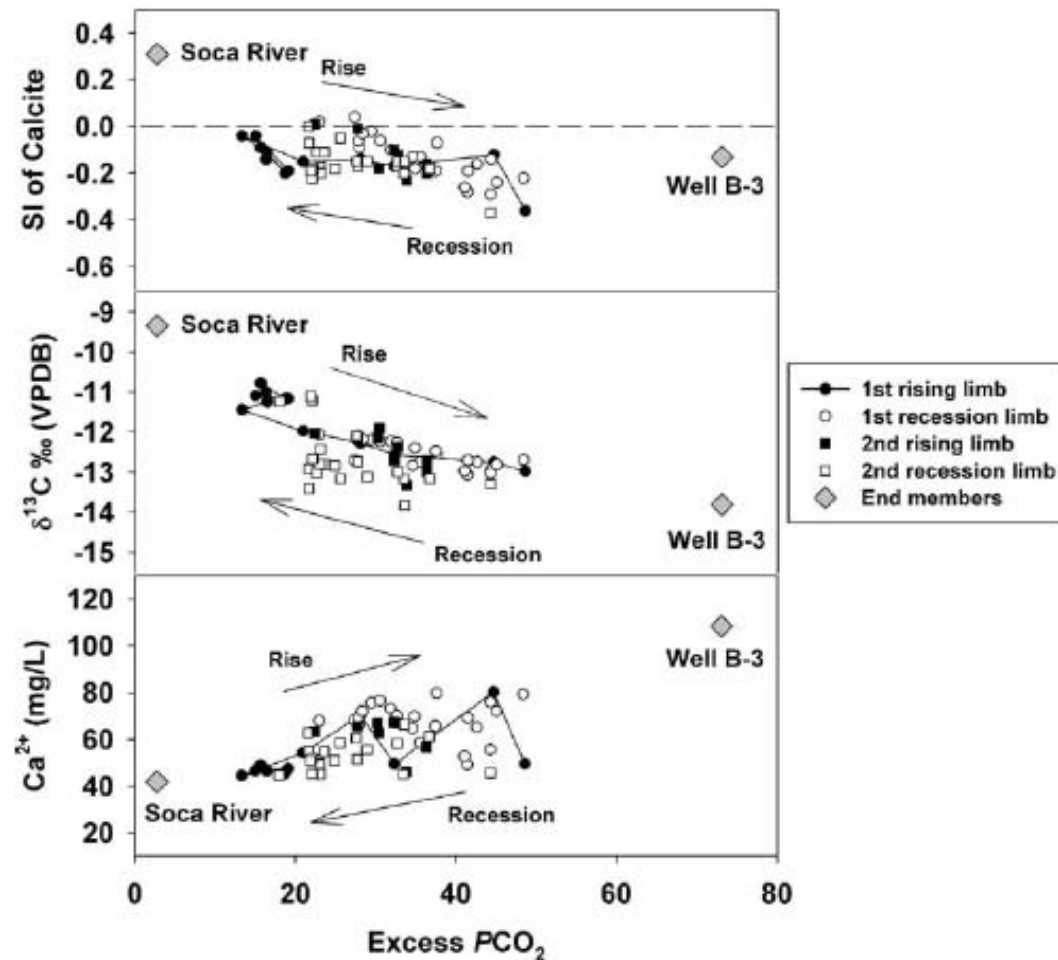 0.4
0.2
0.0
-0.2
-0.4
-0.6
SI of Calcite
Soca River
Rise
Recession
Well B-3
-9
-10
-11
-12
-13
-14
-15
δ¹³C ‰ (VPDB)
Soca River
Rise
Recession
Well B-3
120
100
80
60
40
20
Ca²⁺ (mg/L)
Rise
Soca River
Recession
Well B-3
0 20 40 60 80
Excess PCO₂
1st rising limb
1st recession limb
2nd rising limb
2nd recession limb
End members